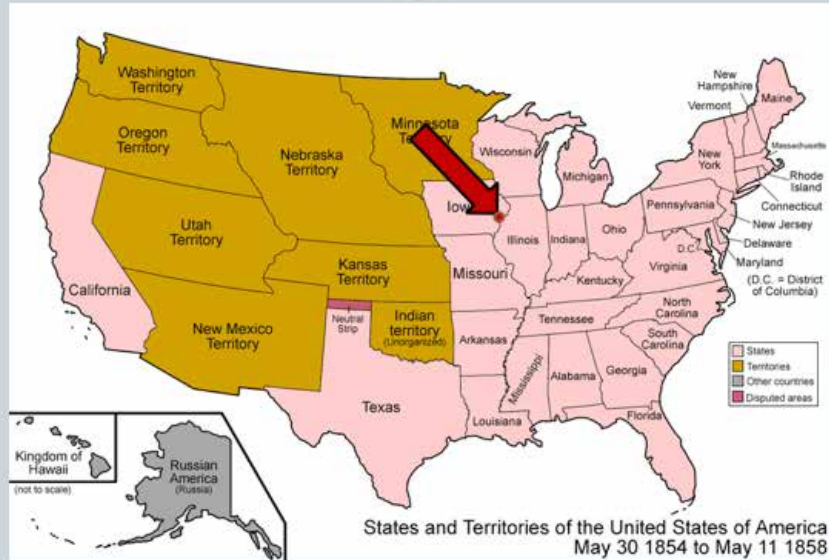 Washington
Territory
Oregon
Territory
Nebraska
Territory
Minnesota
Utah
Territory
California
New Mexico
Territory
Kansas
Territory
Neutral
Strip
Indian
territory
(Unorganized)
Texas
Missouri
Arkansas
Louisiana
Wisconsin
Illinois
Michigan
Indiana
Ohio
Kentucky
Tennessee
Mississippi
Alabama
Georgia
Florida
South
Carolina
North
Carolina
Virginia
D.C.
Pennsylvania
New
York
Vermont
New
Hampshire
Maine
Massachusetts
Rhode
Island
Connecticut
New Jersey
Delaware
Maryland
(D.C. = District
of Columbia)
States
Territories
Other countries
Disputed areas
Kingdom of
Hawaii
(not to scale)
Russian
America
(Russia)
States and Territories of the United States of America
May 30 1854 to May 11 1858